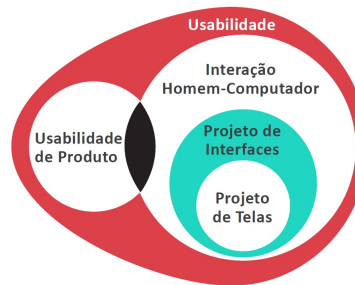 Usabilidade
Interação
Homem-Computador
Usabilidade
de Produto
Projeto de
Interfaces
Projeto
de Telas